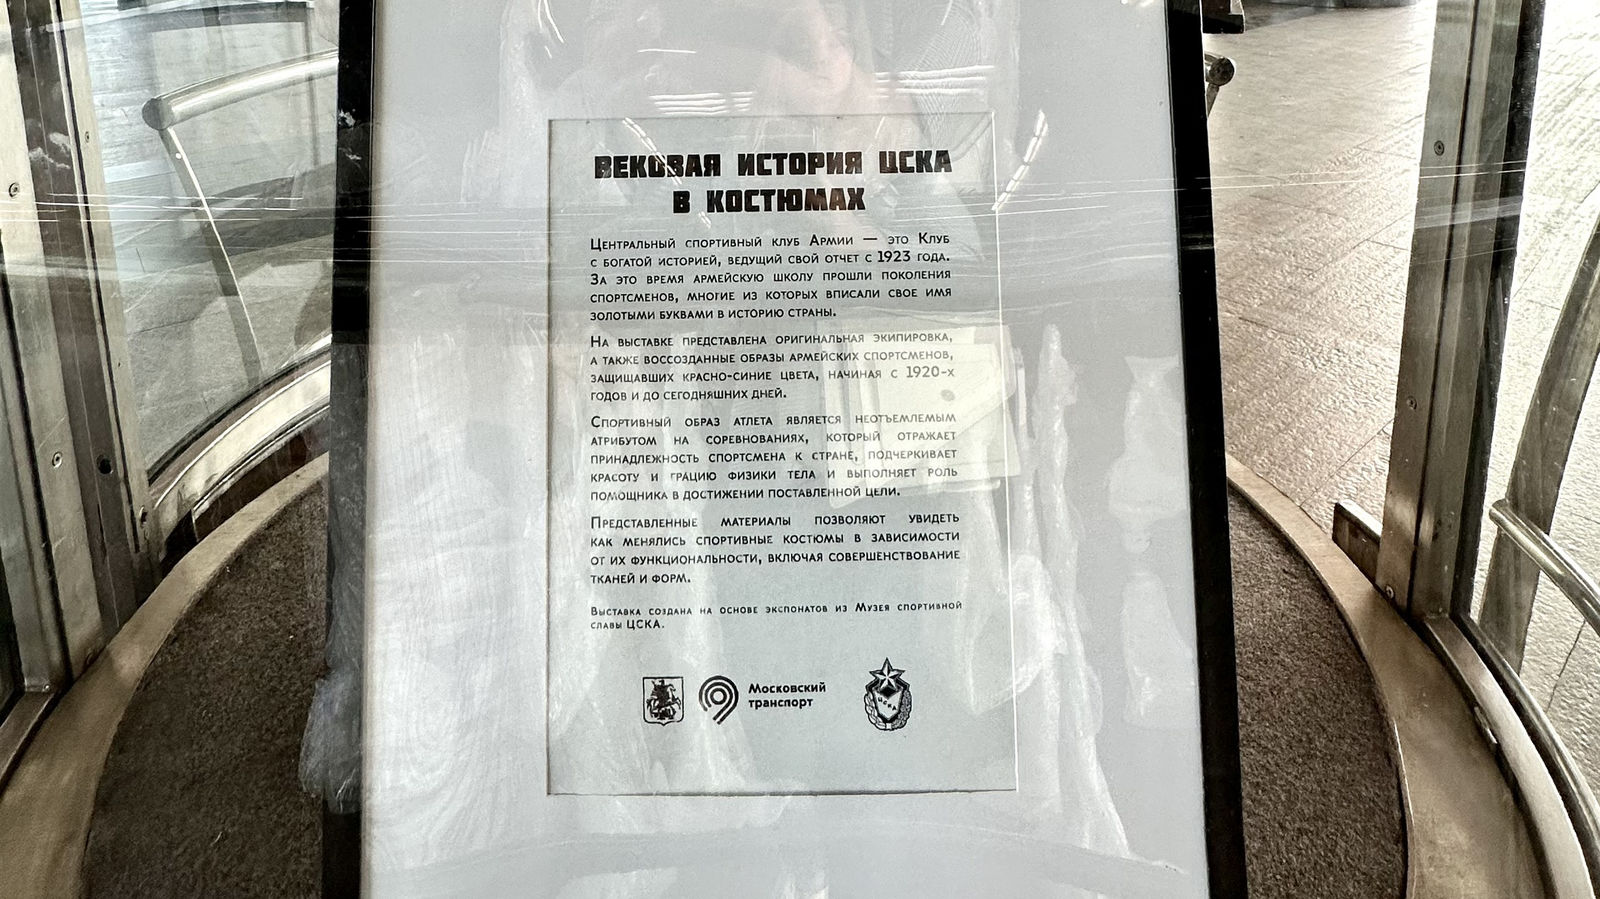 ВЕКОВАЯ ИСТОРИЯ ЦСКА
В КОСТЮМАХ
Центральный спортивный клуб Армии — это Клуб
с богатой историей, ведущий свой отчет с 1923 года.
За это время армейскую школу прошли поколения
спортсменов, многие из которых вписали свое имя
золотыми буквами в историю страны.
На выставке представлена оригинальная экипировка,
а также воссозданные образы армейских спортсменов,
защищавших красно-синие цвета, начиная с 1920-х
годов и до сегодняшних дней.
Спортивный образ атлета является неотъемлемым
атрибутом на соревнованиях, который отражает
принадлежность спортсмена к стране, подчеркивает
красоту и грацию физики тела и выполняет роль
помощника в достижении поставленной цели.
Представленные материалы позволяют увидеть
как менялись спортивные костюмы в зависимости
от их функциональности, включая совершенствование
тканей и форм.
Выставка создана на основе экспонатов из Музея спортивной
славы ЦСКА.
Московский
транспорт
ЦСКА